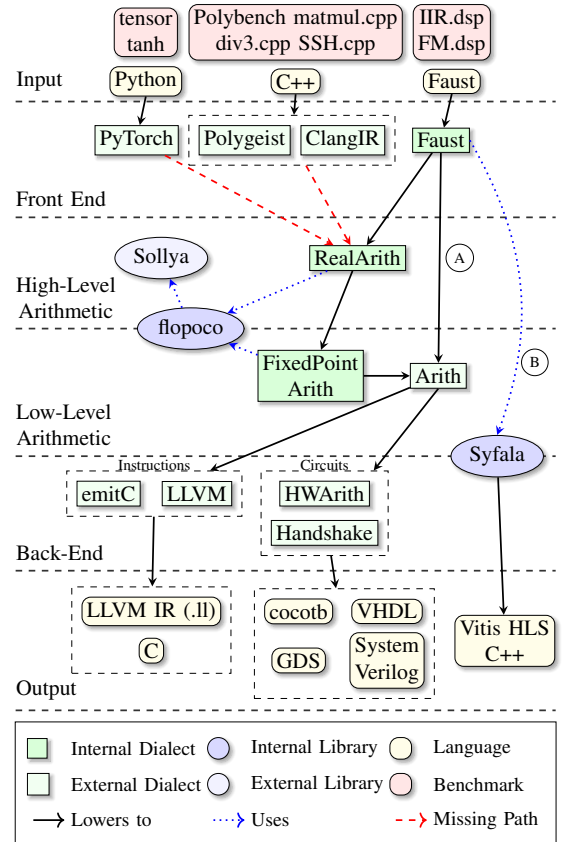 tensor
tanh
Polybench matmul.cpp
div3.cpp SSH.cpp
IIR.dsp
FM.dsp
Input
Python
C++
Faust
PyTorch
Polygeist
ClangIR
Faust
Front End
Sollya
RealArith
A
High-Level
Arithmetic
flopoco
FixedPoint
Arith
Arith
B
Low-Level
Arithmetic
Syfala
Instructions
Circuits
emitC
LLVM
HWArith
Handshake
Back-End
LLVM IR (.ll)
C
cocotb
VHDL
GDS
System
Verilog
Vitis HLS
C++
Output
Internal Dialect
Internal Library
Language
External Dialect
External Library
Benchmark
Lowers to
Uses
Missing Path